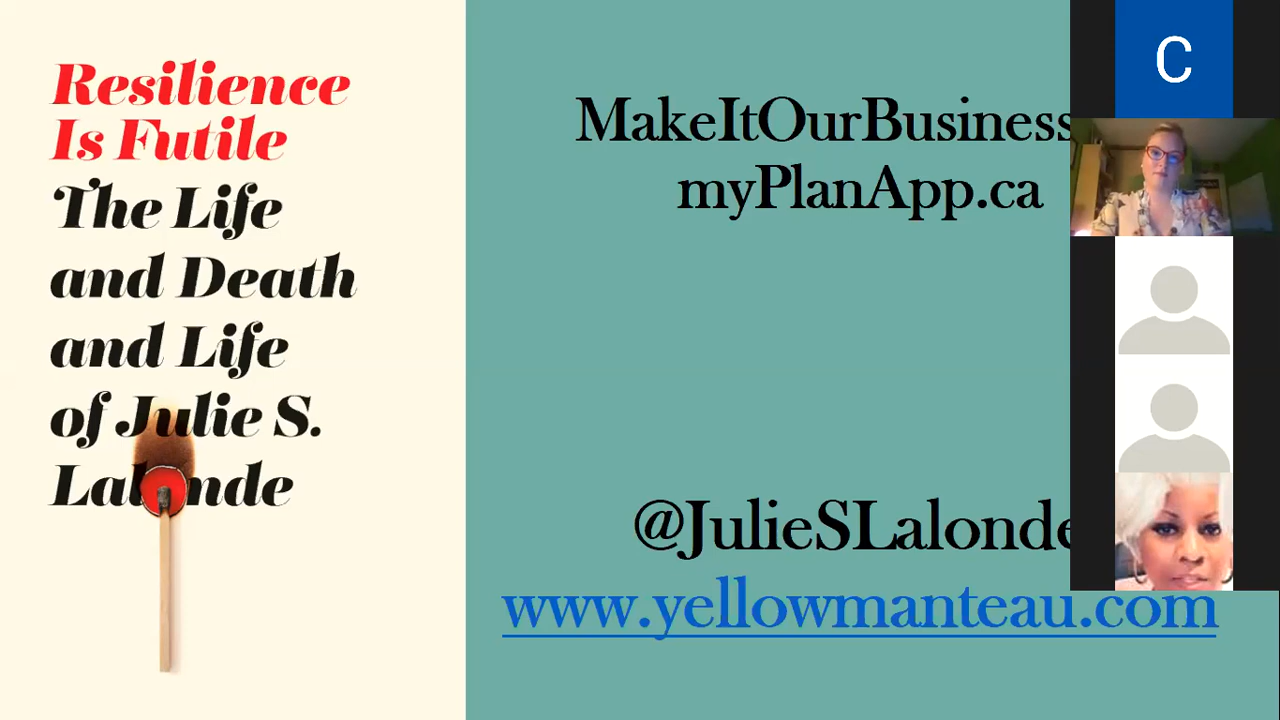 Resilience
Is Futile
The Life
and Death
and Life
of Julie S.
Lalonde
MakeItOurBusiness
myPlanApp.ca
@JulieSLalonde
www.yellowmanteau.com
C